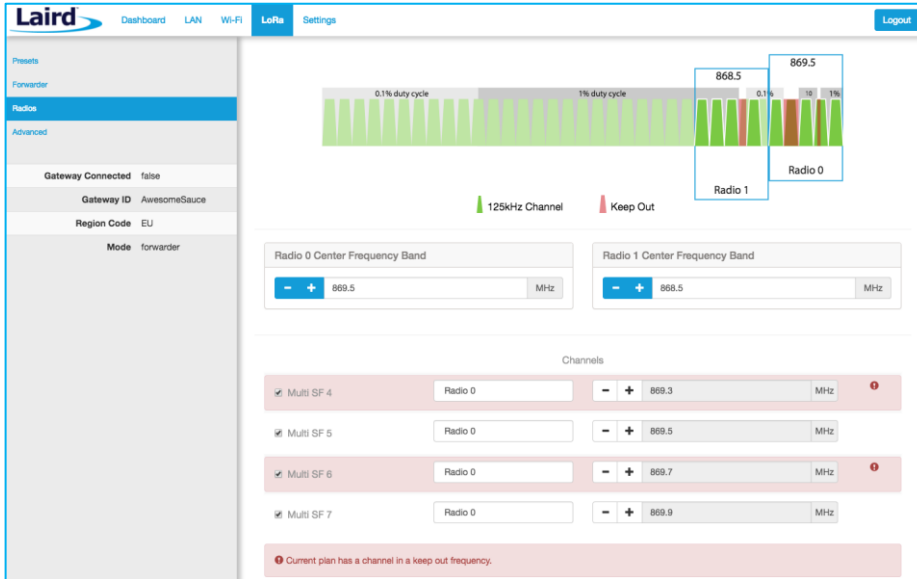 Laird
Dashboard LAN Wi-Fi LoRa Settings Logout
Presets
Forwarder
Radios
Advanced
Gateway Connected false
Gateway ID AwesomeSauce
Region Code EU
Mode forwarder
869.5
868.5
0.1% duty cycle 1% duty cycle 0.1% 10 1%
Radio 0
Radio 1
125kHz Channel Keep Out
Radio 0 Center Frequency Band Radio 1 Center Frequency Band
- + 869.5 MHz - + 868.5 MHz
Channels
Multi SF 4 Radio 0 - + 869.3 MHz
Multi SF 5 Radio 0 - + 869.5 MHz
Multi SF 6 Radio 0 - + 869.7 MHz
Multi SF 7 Radio 0 - + 869.9 MHz
Current plan has a channel in a keep out frequency.